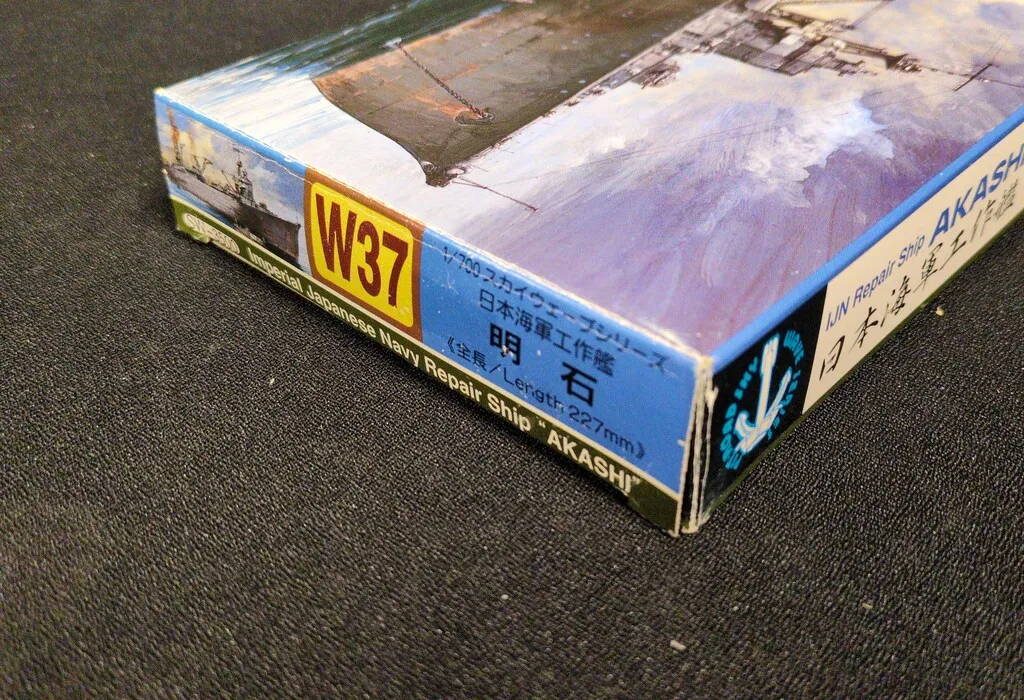 W37
1/700 スカイウェーブシリーズ
日本海軍工作艦
明石
《全長/Length 227mm》
Imperial Japanese Navy Repair Ship "AKASHI"
IJN Repair Ship AKASHI
日本海軍工作艦